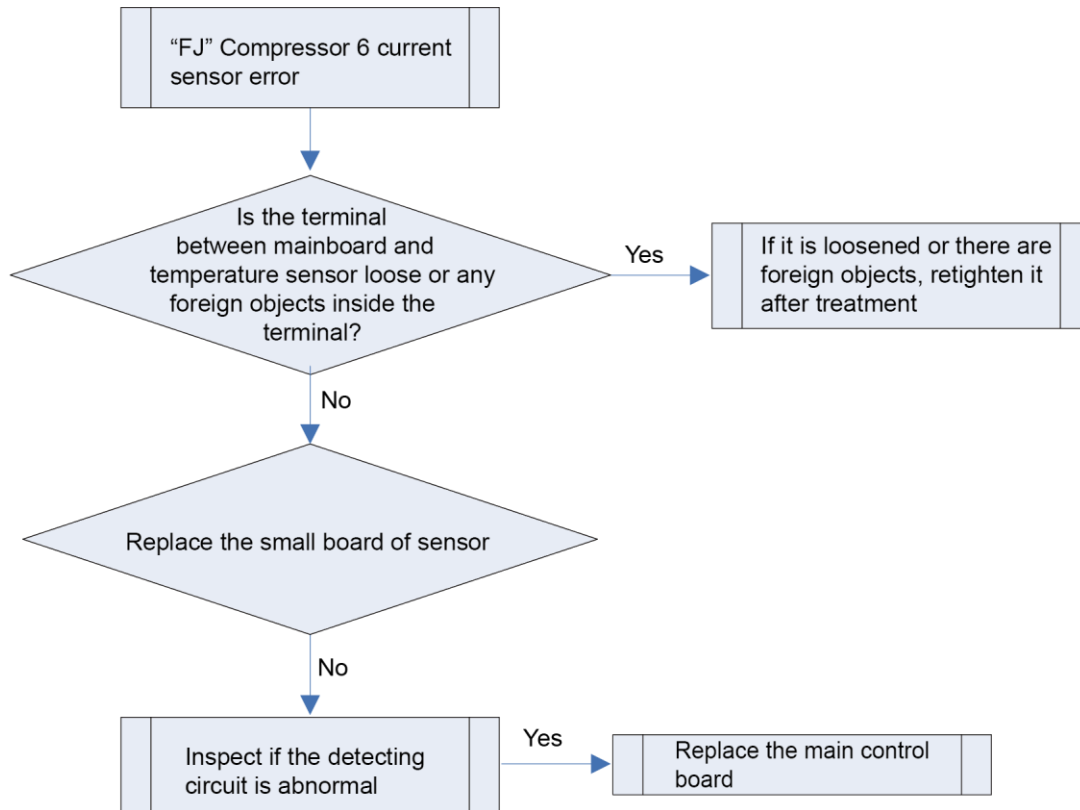 “FJ” Compressor 6 current
sensor error
Is the terminal
between mainboard and
temperature sensor loose or any
foreign objects inside the
terminal?
Yes
If it is loosened or there are
foreign objects, retighten it
after treatment
No
Replace the small board of sensor
No
Inspect if the detecting
circuit is abnormal
Yes
Replace the main control
board